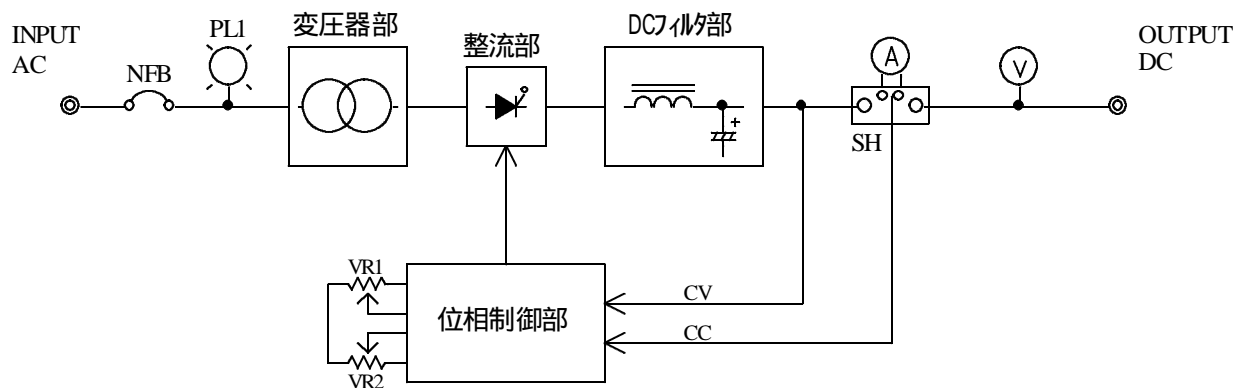 INPUT
AC
NFB
PL1
変圧器部
整流部
DCフィルタ部
A
V
OUTPUT
DC
+
SH
VR1
VR2
位相制御部
CV
CC